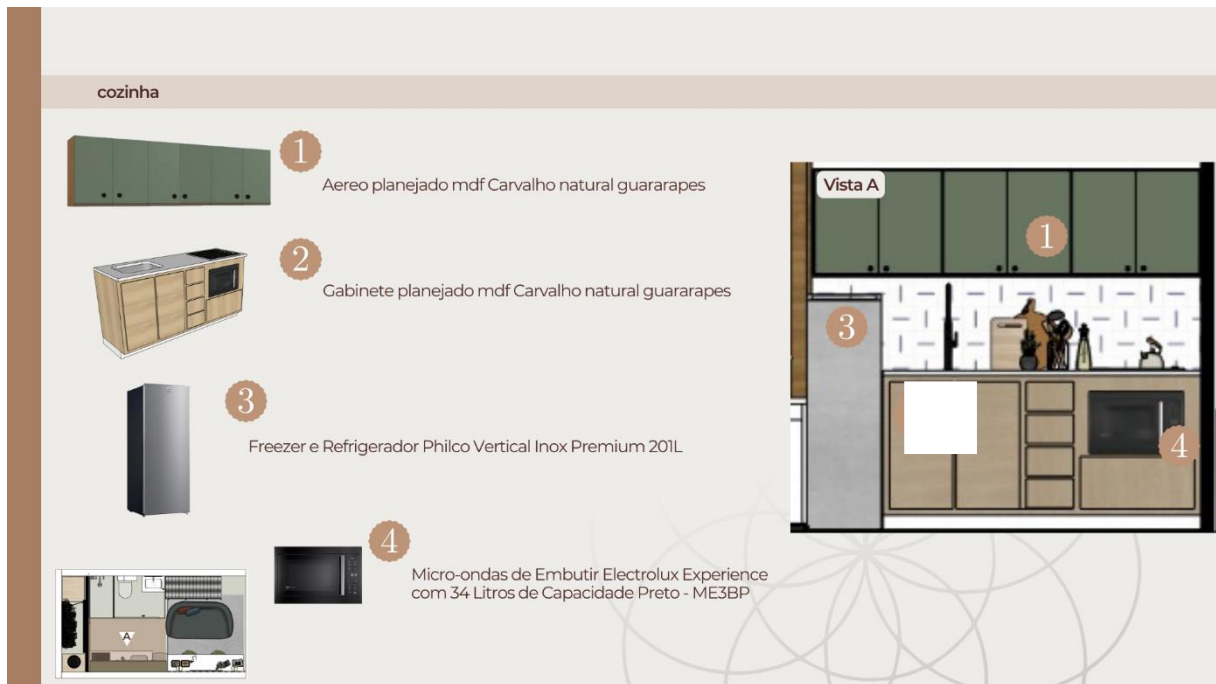 cozinha
1
Aereo planejado mdf Carvalho natural guararapes
2
Gabinete planejado mdf Carvalho natural guararapes
3
Freezer e Refrigerador Philco Vertical Inox Premium 201L
4
Micro-ondas de Embutir Electrolux Experience
com 34 Litros de Capacidade Preto - ME3BP
A
Vista A
1
3
4